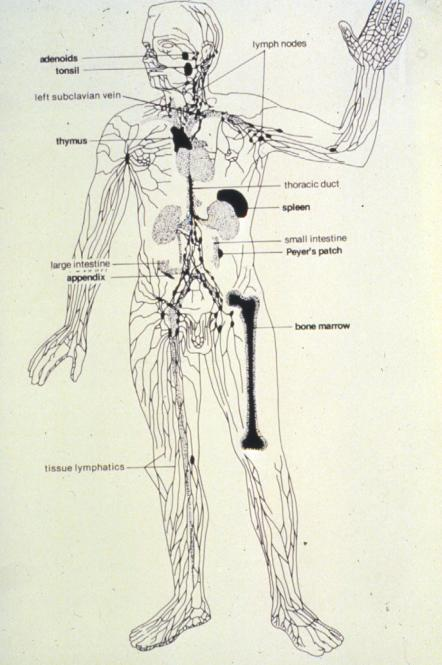 lymph nodes
adenoids
tonsil
left subclavian vein
thymus
thoracic duct
spleen
small intestine
Peyer's patch
large intestine
appendix
bone marrow
tissue lymphatics